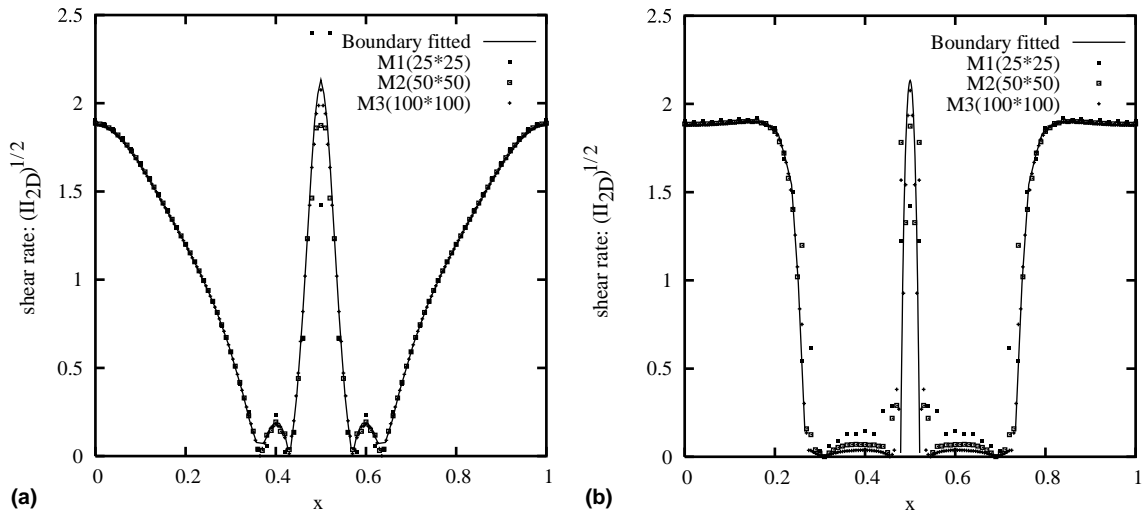 2.5
2
1.5
1
0.5
0
shear rate: (II2D)1/2
Boundary fitted
M1(25*25)
M2(50*50)
M3(100*100)
0 0.2 0.4 0.6 0.8 1
x
(a)
2.5
2
1.5
1
0.5
0
shear rate: (II2D)1/2
Boundary fitted
M1(25*25)
M2(50*50)
M3(100*100)
0 0.2 0.4 0.6 0.8 1
x
(b)